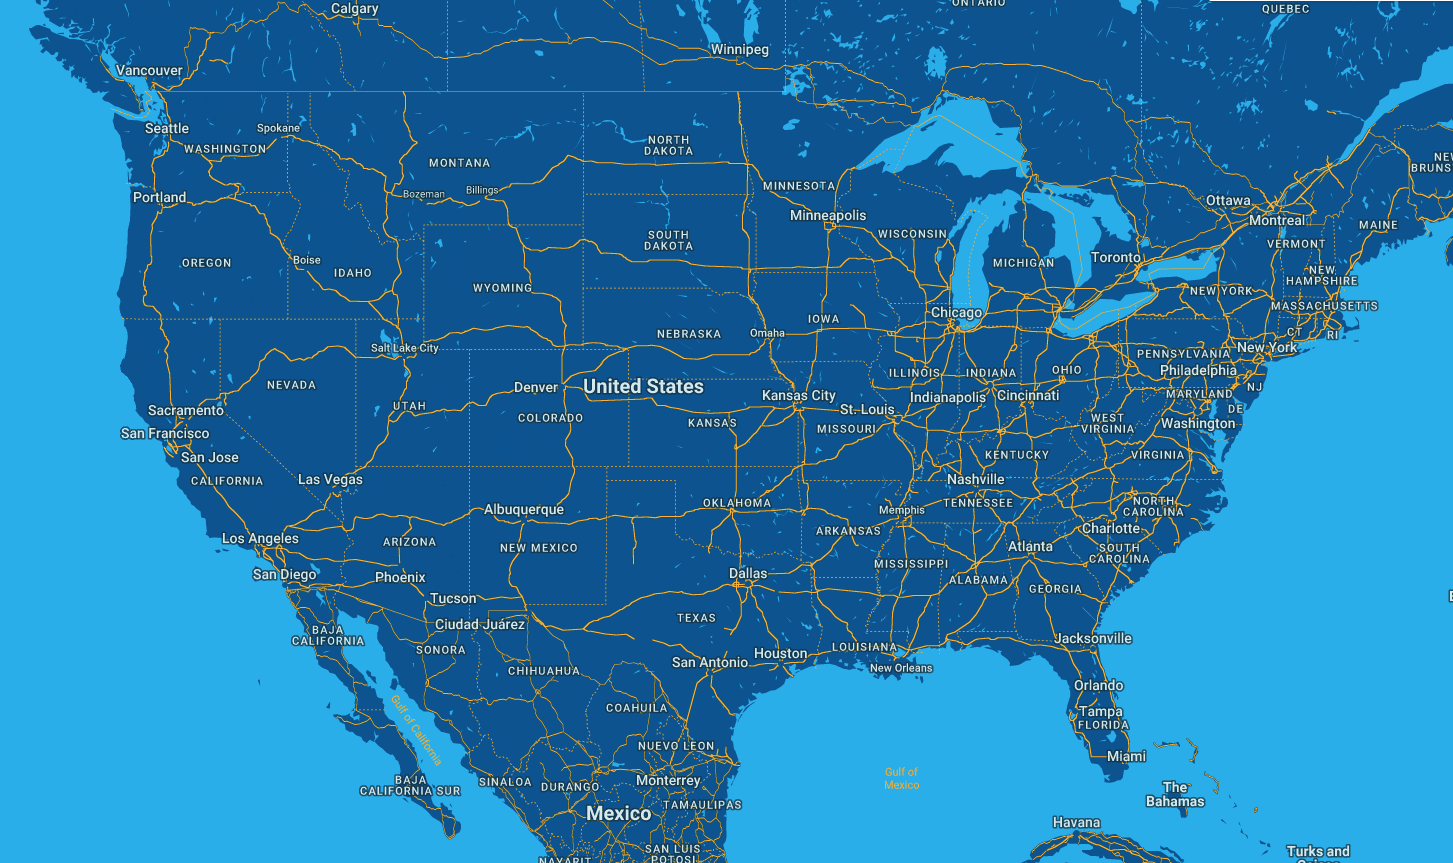 ONTARIO
QUEBEC
Calgary
Winnipeg
Vancouver
Seattle
Spokane
WASHINGTON
NORTH
DAKOTA
MONTANA
Bozeman
Billings
MINNESOTA
Portland
Minneapolis
Ottawa
Montreal
MAINE
NEW
BRUNS
WISCONSIN
SOUTH
DAKOTA
VERMONT
OREGON
Boise
IDAHO
MICHIGAN
Toronto
NEW
HAMPSHIRE
WYOMING
NEW YORK
MASSACHUSETTS
Chicago
IOWA
NEBRASKA
Omaha
CT
RI
Salt Lake City
New York
PENNSYLVANIA
Philadelphia
ILLINOIS
INDIANA
OHIO
NEVADA
Denver
United States
NJ
Kansas City
Indianapolis
Cincinnati
MARYLAND
UTAH
Sacramento
COLORADO
St. Louis
DE
KANSAS
MISSOURI
WEST
VIRGINIA
Washington
San Francisco
San Jose
KENTUCKY
VIRGINIA
CALIFORNIA
Las Vegas
Nashville
TENNESSEE
OKLAHOMA
NORTH
CAROLINA
Albuquerque
Memphis
Charlotte
ARKANSAS
Los Angeles
ARIZONA
NEW MEXICO
Atlanta
SOUTH
CAROLINA
MISSISSIPPI
San Diego
Phoenix
Dallas
ALABAMA
GEORGIA
Tucson
TEXAS
Ciudad Juárez
BAJA
CALIFORNIA
SONORA
Jacksonville
LOUISIANA
Houston
San Antonio
New Orleans
CHIHUAHUA
Orlando
COAHUILA
Tampa
FLORIDA
Gulf of California
NUEVO LEON
Miami
Gulf of
Mexico
BAJA
CALIFORNIA SUR
SINALOA
DURANGO
Monterrey
The
Bahamas
TAMAULIPAS
Mexico
Havana
SAN LUIS
POTOSI
NAYARIT
Turks and